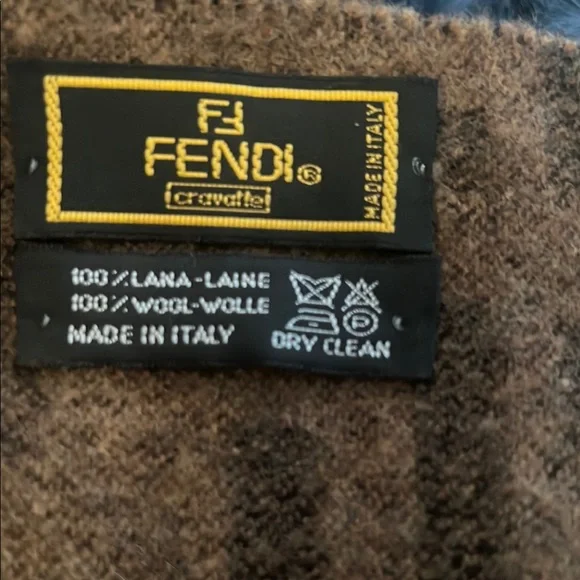 FF
FENDI®
cravatte
MADE IN ITALY
100% LANA-LAINE
100% WOOL-WOLLE
MADE IN ITALY
P
DRY CLEAN